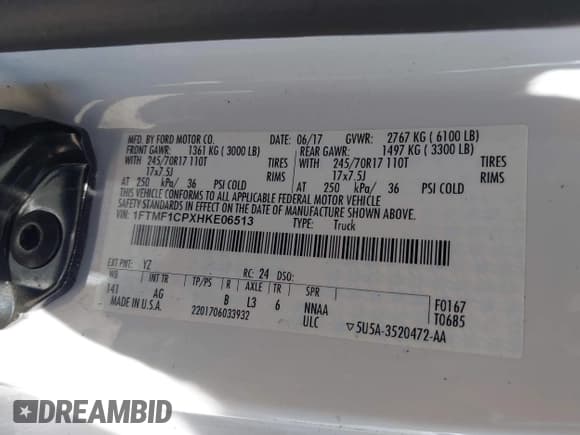 MFD. BY FORD MOTOR CO. DATE: 06/17 GVWR: 2767 KG ( 6100 LB)
FRONT GAWR: 1361 KG ( 3000 LB) REAR GAWR: 1497 KG ( 3300 LB)
WITH 245/70R17 110T TIRES WITH 245/70R17 110T TIRES
17x7.5J RIMS 17x7.5J RIMS
AT 250 kPa/ 36 PSI COLD AT 250 kPa/ 36 PSI COLD
THIS VEHICLE CONFORMS TO ALL APPLICABLE FEDERAL MOTOR VEHICLE
SAFETY STANDARDS IN EFFECT ON THE DATE OF MANUFACTURE SHOWN ABOVE.
VIN: 1FTMF1CPXHKE06513 TYPE: Truck
EXT PNT: YZ RC: 24 DSO:
WB INT TR TP/PS R AXLE TR SPR
141 AG B L3 6 NNAA F0167
MADE IN U.S.A. 2201706033932 ULC T0685
▽5U5A-3520472-AA
DREAMBID